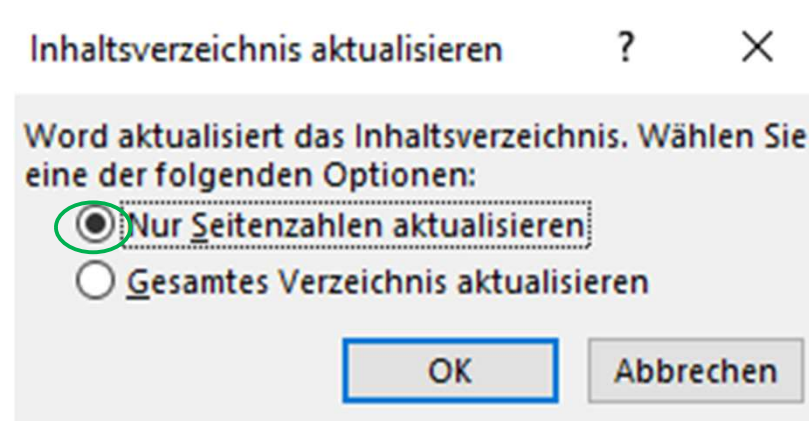 Inhaltsverzeichnis aktualisieren ? ×
Word aktualisiert das Inhaltsverzeichnis. Wählen Sie
eine der folgenden Optionen:
Nur Seitenzahlen aktualisieren
Gesamtes Verzeichnis aktualisieren
OK Abbrechen